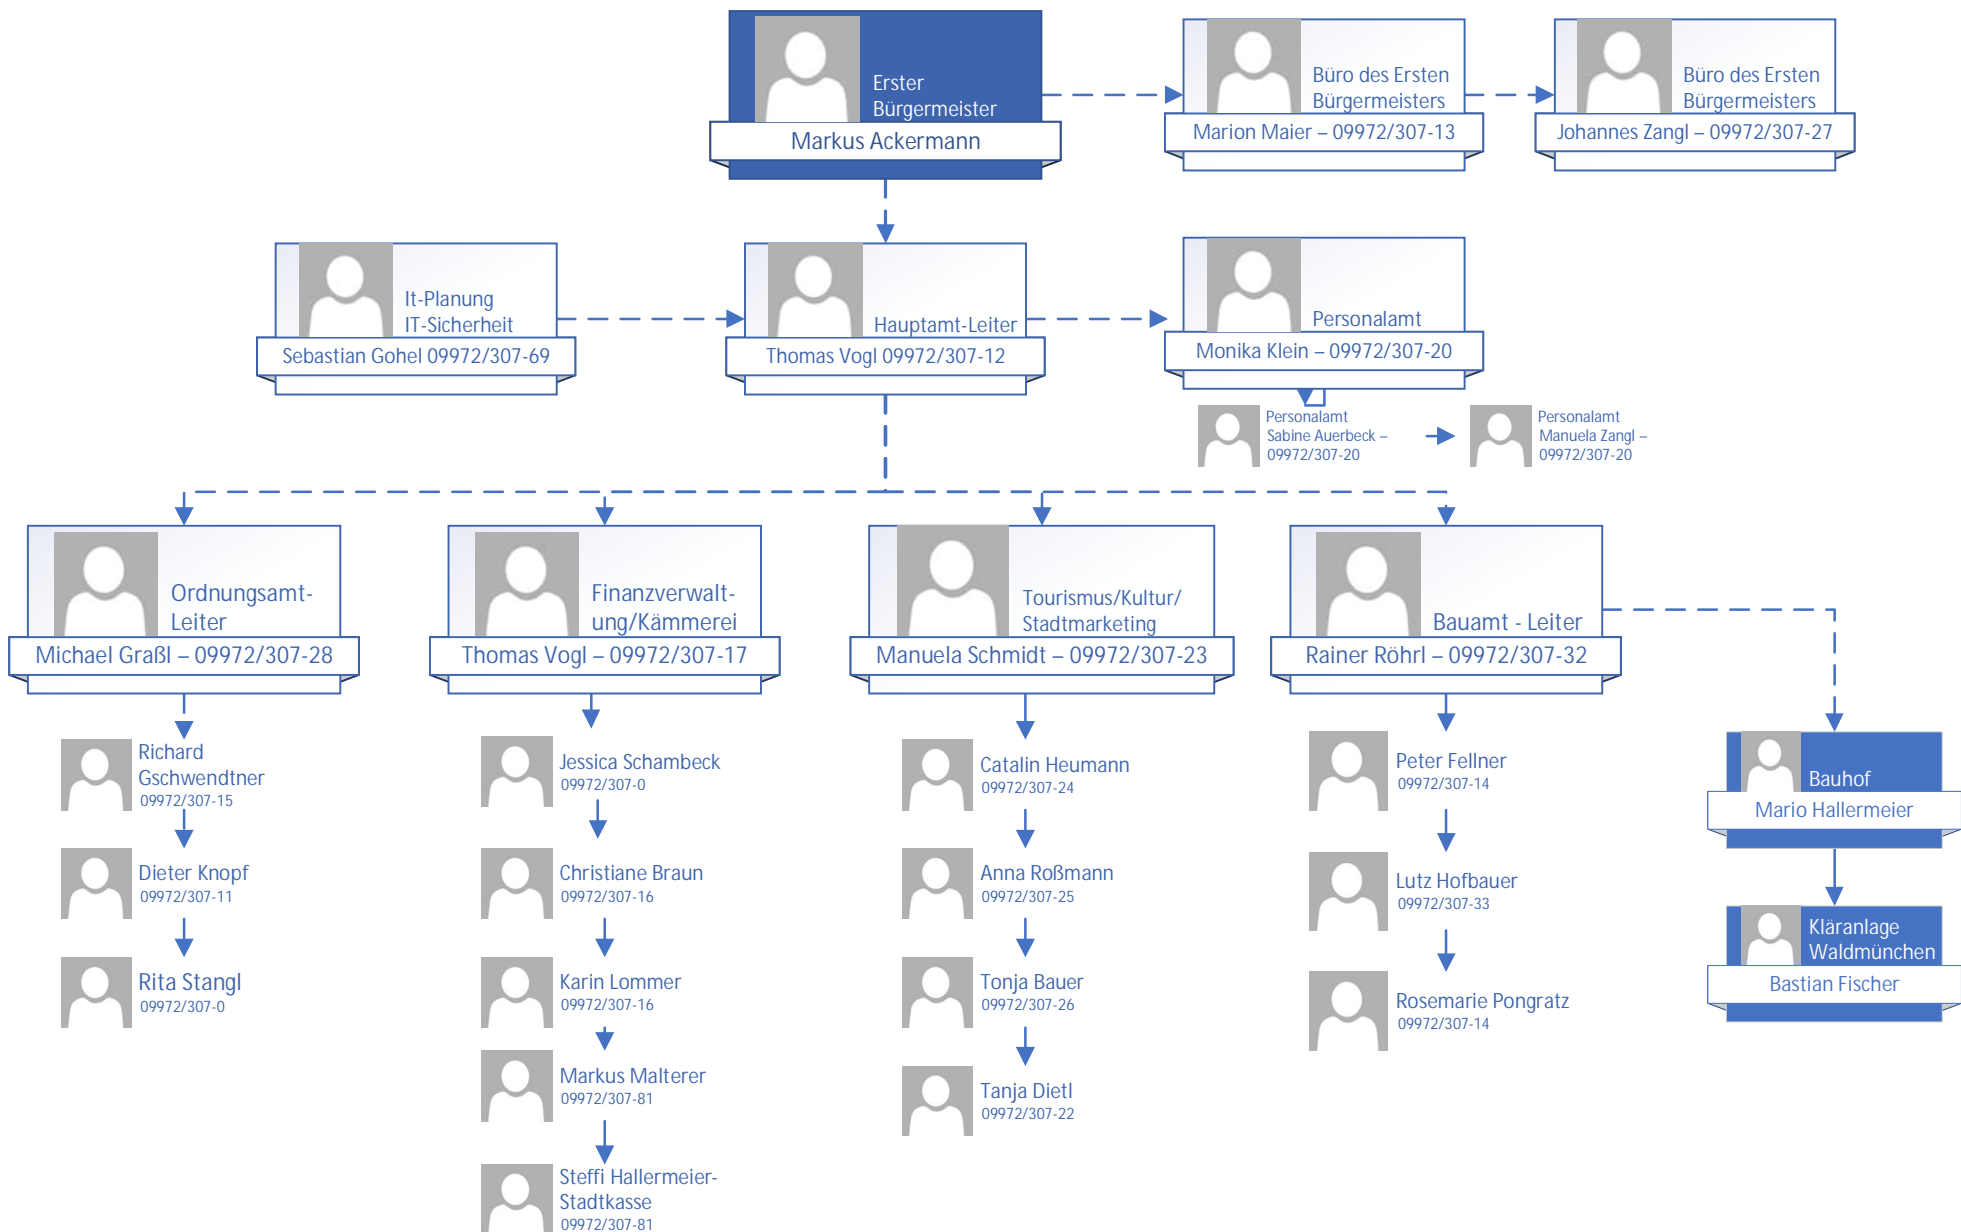 Erster
Bürgermeister
Markus Ackermann
Büro des Ersten
Bürgermeisters
Marion Maier – 09972/307-13
Büro des Ersten
Bürgermeisters
Johannes Zangl – 09972/307-27
It-Planung
IT-Sicherheit
Sebastian Gohel 09972/307-69
Hauptamt-Leiter
Thomas Vogl 09972/307-12
Personalamt
Monika Klein – 09972/307-20
Personalamt
Sabine Auerbeck –
09972/307-20
Personalamt
Manuela Zangl –
09972/307-20
Ordnungsamt-
Leiter
Michael Graßl – 09972/307-28
Finanzverwalt-
ung/Kämmerei
Thomas Vogl – 09972/307-17
Tourismus/Kultur/
Stadtmarketing
Manuela Schmidt – 09972/307-23
Bauamt - Leiter
Rainer Röhrl – 09972/307-32
Richard
Gschwendtner
09972/307-15
Dieter Knopf
09972/307-11
Rita Stangl
09972/307-0
Jessica Schambeck
09972/307-0
Christiane Braun
09972/307-16
Karin Lommer
09972/307-16
Markus Malterer
09972/307-81
Steffi Hallermeier-
Stadtkasse
09972/307-81
Catalin Heumann
09972/307-24
Anna Roßmann
09972/307-25
Tonja Bauer
09972/307-26
Tanja Dietl
09972/307-22
Peter Fellner
09972/307-14
Lutz Hofbauer
09972/307-33
Rosemarie Pongratz
09972/307-14
Bauhof
Mario Hallermeier
Kläranlage
Waldmünchen
Bastian Fischer